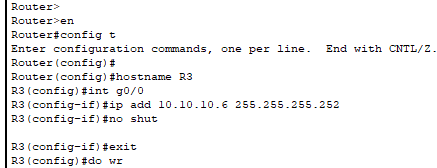 Router>
Router>en
Router#config t
Enter configuration commands, one per line.  End with CNTL/Z.
Router(config)#
Router(config)#hostname R3
R3(config)#int g0/0
R3(config-if)#ip add 10.10.10.6 255.255.255.252
R3(config-if)#no shut
R3(config-if)#exit
R3(config)#do wr